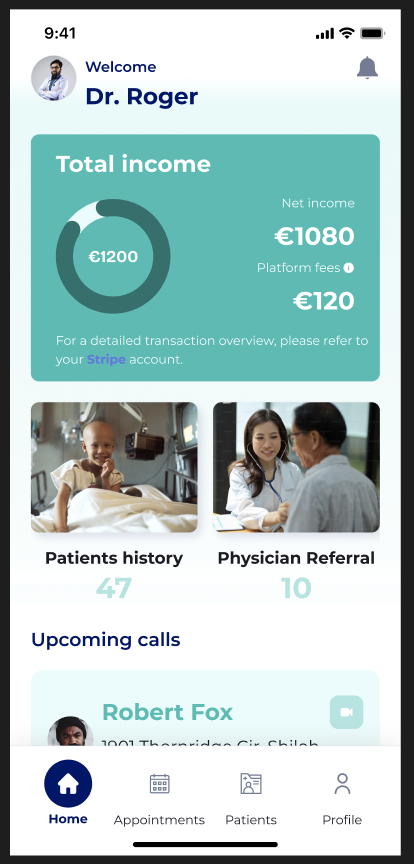 9:41
Welcome
Dr. Roger
Total income
Net income
€1200
€1080
Platform fees
€120
For a detailed transaction overview, please refer to
your Stripe account.
Patients history
Physician Referral
47
10
Upcoming calls
Robert Fox
1901 Thornridge Cir. Shiloh
Home
Appointments
Patients
Profile